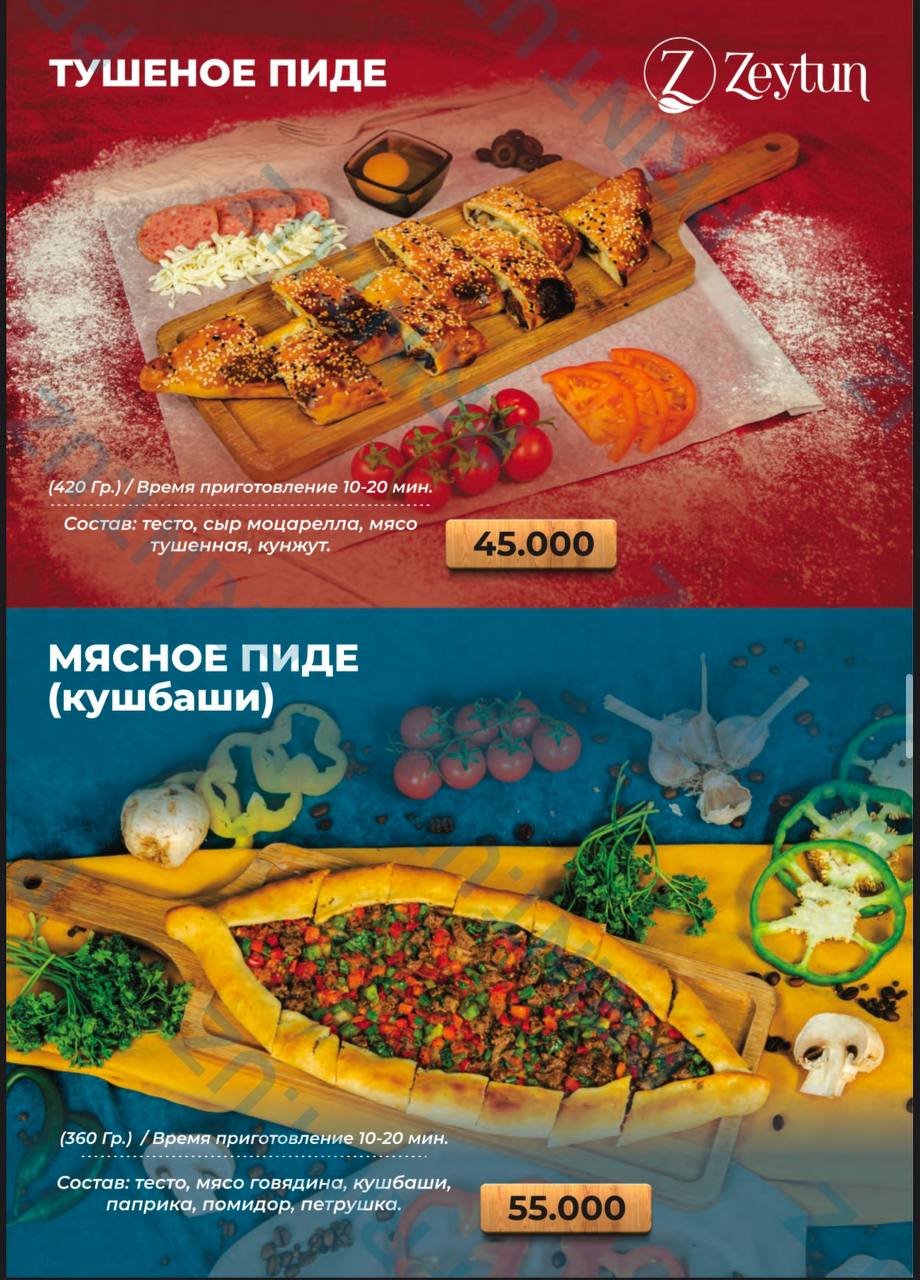 ТУШЕНОЕ ПИДЕ
Z Zeytun
(420 Гр.) / Время приготовление 10-20 мин.
Состав: тесто, сыр моцарелла, мясо
тушенная, кунжут.
45.000
МЯСНОЕ ПИДЕ
(кушбаши)
(360 Гр.) / Время приготовление 10-20 мин.
Состав: тесто, мясо говядина, кушбаши,
паприка, помидор, петрушка.
55.000